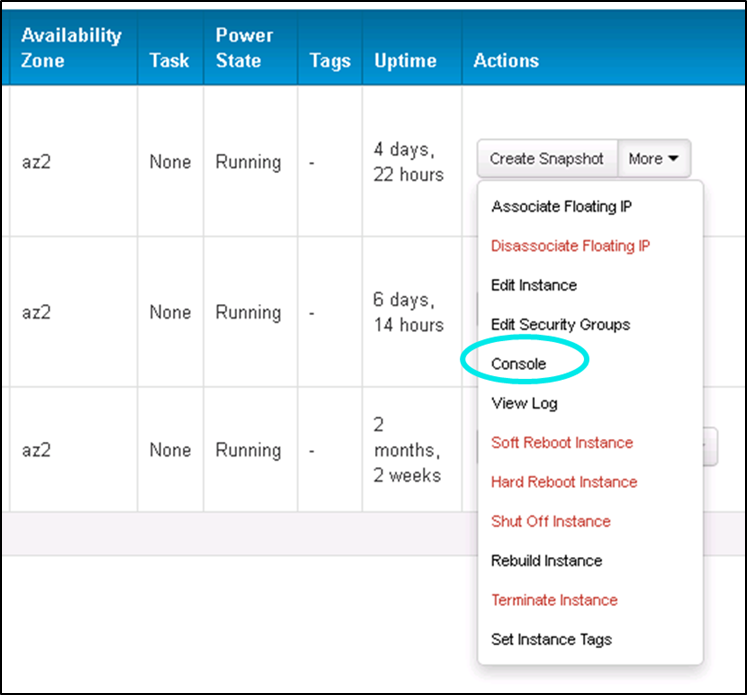 Availability Zone Task Power State Tags Uptime Actions
az2 None Running - 4 days, 22 hours Create Snapshot More
Associate Floating IP
Disassociate Floating IP
Edit Instance
az2 None Running - 6 days, 14 hours
Edit Security Groups
Console
View Log
az2 None Running - 2 months, 2 weeks
Soft Reboot Instance
Hard Reboot Instance
Shut Off Instance
Rebuild Instance
Terminate Instance
Set Instance Tags